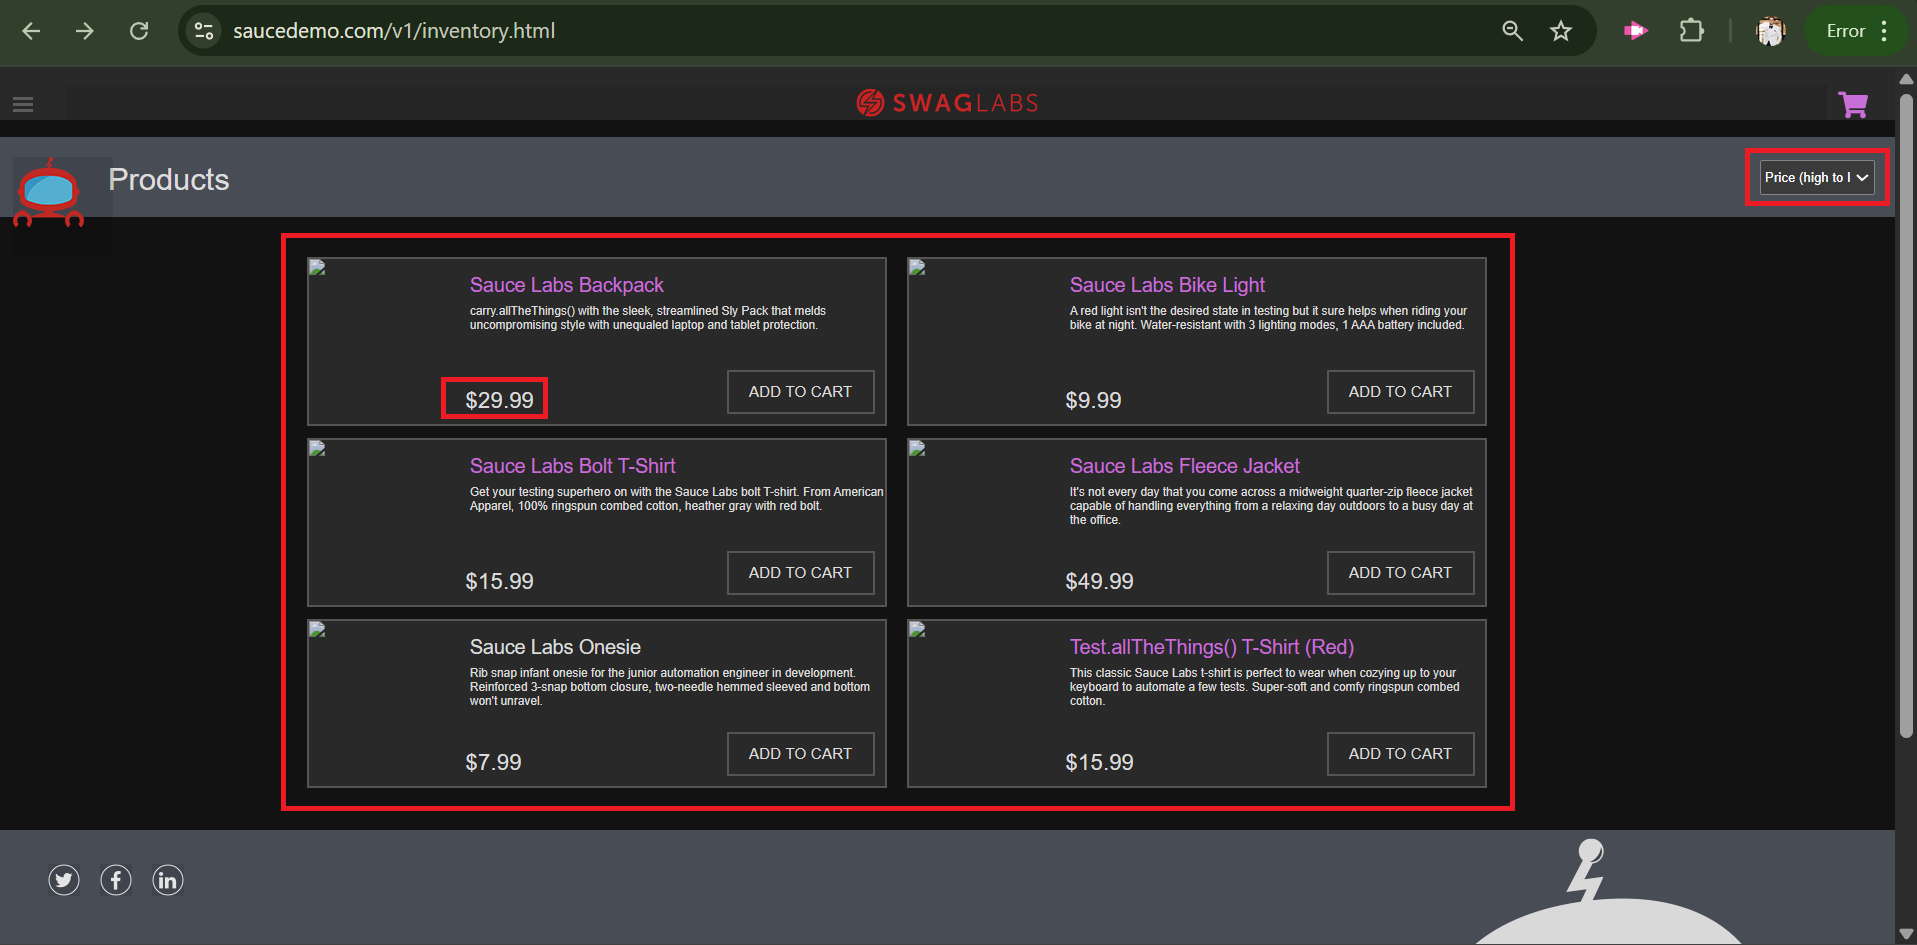 saucedemo.com/v1/inventory.html
Error
SWAGLABS
Products
Price (high to l
Sauce Labs Backpack
carry.allTheThings() with the sleek, streamlined Sly Pack that melds
uncompromising style with unequaled laptop and tablet protection.
$29.99
ADD TO CART
Sauce Labs Bike Light
A red light isn't the desired state in testing but it sure helps when riding your
bike at night. Water-resistant with 3 lighting modes, 1 AAA battery included.
$9.99
ADD TO CART
Sauce Labs Bolt T-Shirt
Get your testing superhero on with the Sauce Labs bolt T-shirt. From American
Apparel, 100% ringspun combed cotton, heather gray with red bolt.
$15.99
ADD TO CART
Sauce Labs Fleece Jacket
It's not every day that you come across a midweight quarter-zip fleece jacket
capable of handling everything from a relaxing day outdoors to a busy day at
the office.
$49.99
ADD TO CART
Sauce Labs Onesie
Rib snap infant onesie for the junior automation engineer in development.
Reinforced 3-snap bottom closure, two-needle hemmed sleeved and bottom
won't unravel.
$7.99
ADD TO CART
Test.allTheThings() T-Shirt (Red)
This classic Sauce Labs t-shirt is perfect to wear when cozying up to your
keyboard to automate a few tests. Super-soft and comfy ringspun combed
cotton.
$15.99
ADD TO CART